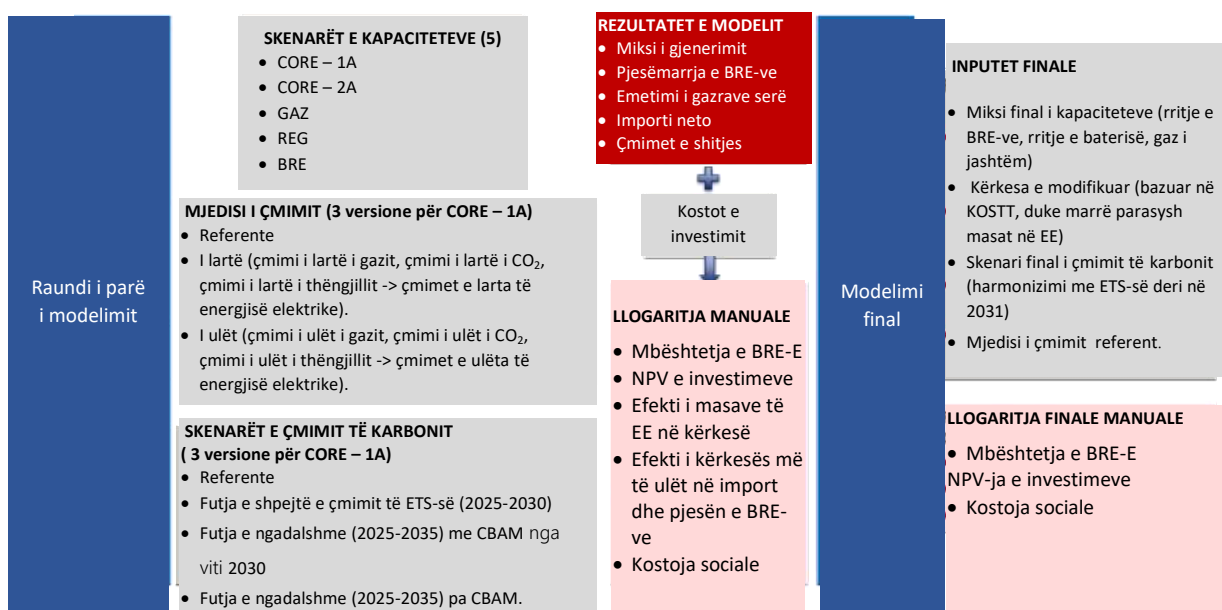 Raundi i parë
i modelimit
SKENARËT E KAPACITETEVE (5)
• CORE – 1A
• CORE – 2A
• GAZ
• REG
• BRE
MJEDISI I ÇMIMIT (3 versione për CORE – 1A)
• Referente
• I lartë (çmimi i lartë i gazit, çmimi i lartë i CO₂,
çmimi i lartë i thëngjillit -> çmimet e larta të
energjisë elektrike).
• I ulët (çmimi i ulët i gazit, çmimi i ulët i CO₂,
çmimi i ulët i thëngjillit -> çmimet e ulëta të
energjisë elektrike).
SKENARËT E ÇMIMIT TË KARBONIT
( 3 versione për CORE – 1A)
• Referente
• Futja e shpejtë e çmimit të ETS-së (2025-2030)
• Futja e ngadalshme (2025-2035) me CBAM nga
viti 2030
• Futja e ngadalshme (2025-2035) pa CBAM.
REZULTATET E MODELIT
• Miksi i gjenerimit
• Pjesëmarrja e BRE-ve
• Emetimi i gazrave serë
• Importi neto
• Çmimet e shitjes
Kostot e
investimit
LLOGARITJA MANUALE
• Mbështetja e BRE-E
• NPV e investimeve
• Efekti i masave të
EE në kërkesë
• Efekti i kërkesës më
të ulët në import
dhe pjesën e BRE-
ve
• Kostoja sociale
Modelimi
final
INPUTET FINALE
• Miksi final i kapaciteteve (rritje e
BRE-ve, rritje e baterisë, gaz i
jashtëm)
• Kërkesa e modifikuar (bazuar në
KOSTT, duke marrë parasysh
masat në EE)
• Skenari final i çmimit të karbonit
(harmonizimi me ETS-së deri në
2031)
• Mjedisi i çmimit referent.
LLOGARITJA FINALE MANUALE
• Mbështetja e BRE-E
NPV-ja e investimeve
• Kostoja sociale